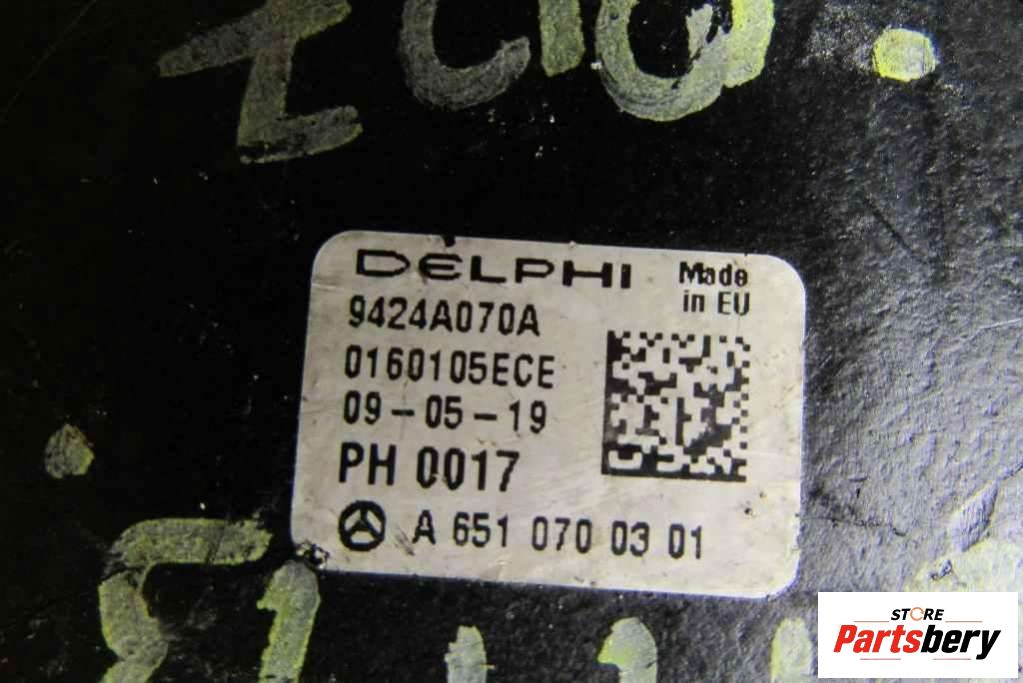 DELPHI
Made
in EU
9424A070A
0160105ECE
09-05-19
PH 0017
A 651 070 03 01
STORE
Partsbery